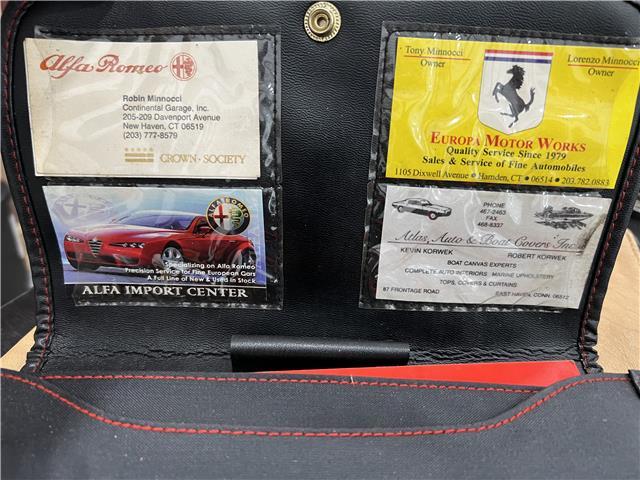 Alfa Romeo
Robin Minnocci
Continental Garage, Inc.
205-209 Davenport Avenue
New Haven, CT 06519
(203) 777-8579
CROWN SOCIETY
ALFA ROMEO
Specializing on Alfa Romeo
Precision Service for Fine European Cars
A Full Line of New & Used In Stock
ALFA IMPORT CENTER
Tony Minnocci
Owner
Lorenzo Minnocci
Owner
EUROPA MOTOR WORKS
Quality Service Since 1979
Sales & Service of Fine Automobiles
1105 Dixwell Avenue • Hamden, CT • 06514 • 203.782.0883
PHONE
467-2463
FAX
468-8337
Atlas Auto & Boat Covers Inc.
KEVIN KORWEK
ROBERT KORWEK
BOAT CANVAS EXPERTS
COMPLETE AUTO INTERIORS MARINE UPHOLSTERY
TOPS, COVERS & CURTAINS
67 FRONTAGE ROAD
EAST HAVEN, CONN. 06512